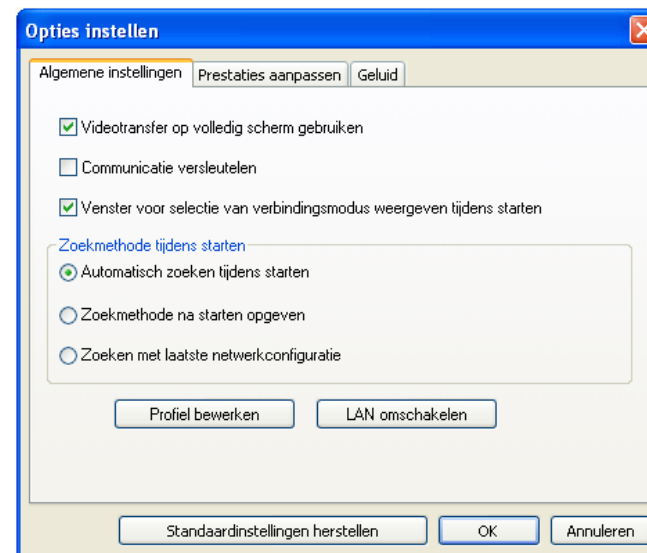 Opties instellen
Algemene instellingen Prestaties aanpassen Geluid
Videotransfer op volledig scherm gebruiken
Communicatie versleutelen
Venster voor selectie van verbindingsmodus weergeven tijdens starten
Zoekmethode tijdens starten
Automatisch zoeken tijdens starten
Zoekmethode na starten opgeven
Zoeken met laatste netwerkconfiguratie
Profiel bewerken LAN omschakelen
Standaardinstellingen herstellen OK Annuleren